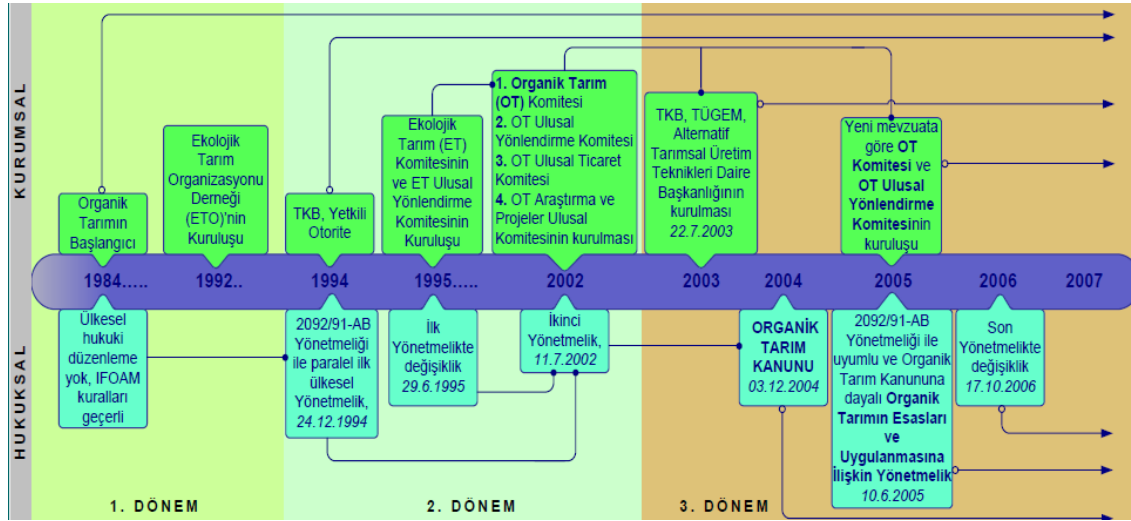 KURUMSAL
Organik
Tarımın
Başlangıcı
Ekolojik
Tarım
Organizasyonu
Derneği
(ETO)'nin
Kuruluşu
TKB, Yetkili
Otorite
Ekolojik
Tarım (ET)
Komitesinin
ve ET Ulusal
Yönlendirme
Komitesinin
Kuruluşu
1. Organik Tarım
(OT) Komitesi
2. OT Ulusal
Yönlendirme Komitesi
3. OT Ulusal Ticaret
Komitesi
4. OT Araştırma ve
Projeler Ulusal
Komitesinin kurulması
TKB, TÜGEM,
Alternatif
Tarımsal Üretim
Teknikleri Daire
Başkanlığının
kurulması
22.7.2003
Yeni mevzuata
göre OT
Komitesi ve
OT Ulusal
Yönlendirme
Komitesinin
kuruluşu
1984..... 1992.. 1994 1995..... 2002 2003 2004 2005 2006 2007
HUKUKSAL
Ülkesel
hukuki
düzenleme
yok, IFOAM
kuralları
geçerli
2092/91-AB
Yönetmeliği
ile paralel ilk
ülkesel
Yönetmelik,
24.12.1994
İlk
Yönetmelikte
değişiklik
29.6.1995
İkinci
Yönetmelik,
11.7.2002
ORGANİK
TARIM
KANUNU
03.12.2004
2092/91-AB
Yönetmeliği ile
uyumlu ve Organik
Tarım Kanununa
dayalı Organik
Tarımın Esasları
ve
Uygulanmasına
İlişkin Yönetmelik
10.6.2005
Son
Yönetmelikte
değişiklik
17.10.2006
1. DÖNEM 2. DÖNEM 3. DÖNEM